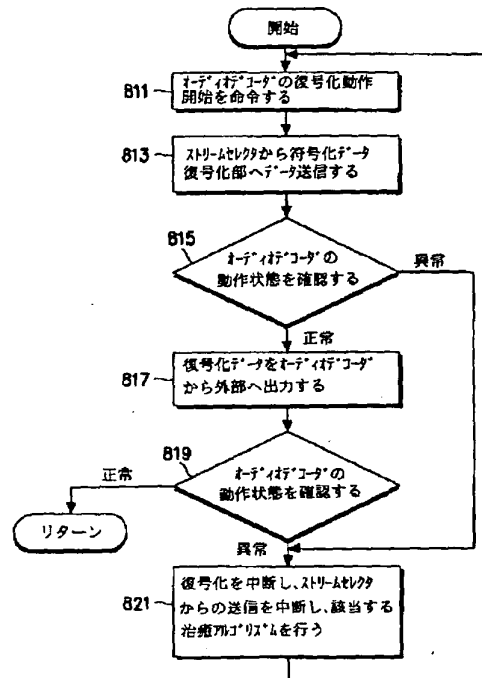 開始
811
ｵｰﾃﾞｨｵﾃﾞｺｰﾀﾞの復号化動作
開始を命令する
813
ｽﾄﾘｰﾑｾﾚｸﾀから符号化データ
復号化部へデータ送信する
815
ｵｰﾃﾞｨｵﾃﾞｺｰﾀﾞの
動作状態を確認する
異常
正常
817
復号化データをｵｰﾃﾞｨｵﾃﾞｺｰﾀﾞ
から外部へ出力する
819
正常
ｵｰﾃﾞｨｵﾃﾞｺｰﾀﾞの
動作状態を確認する
リターン
異常
821
復号化を中断し、ｽﾄﾘｰﾑｾﾚｸﾀ
からの送信を中断し、該当する
治癒ｱﾙｺﾞﾘｽﾞﾑを行う